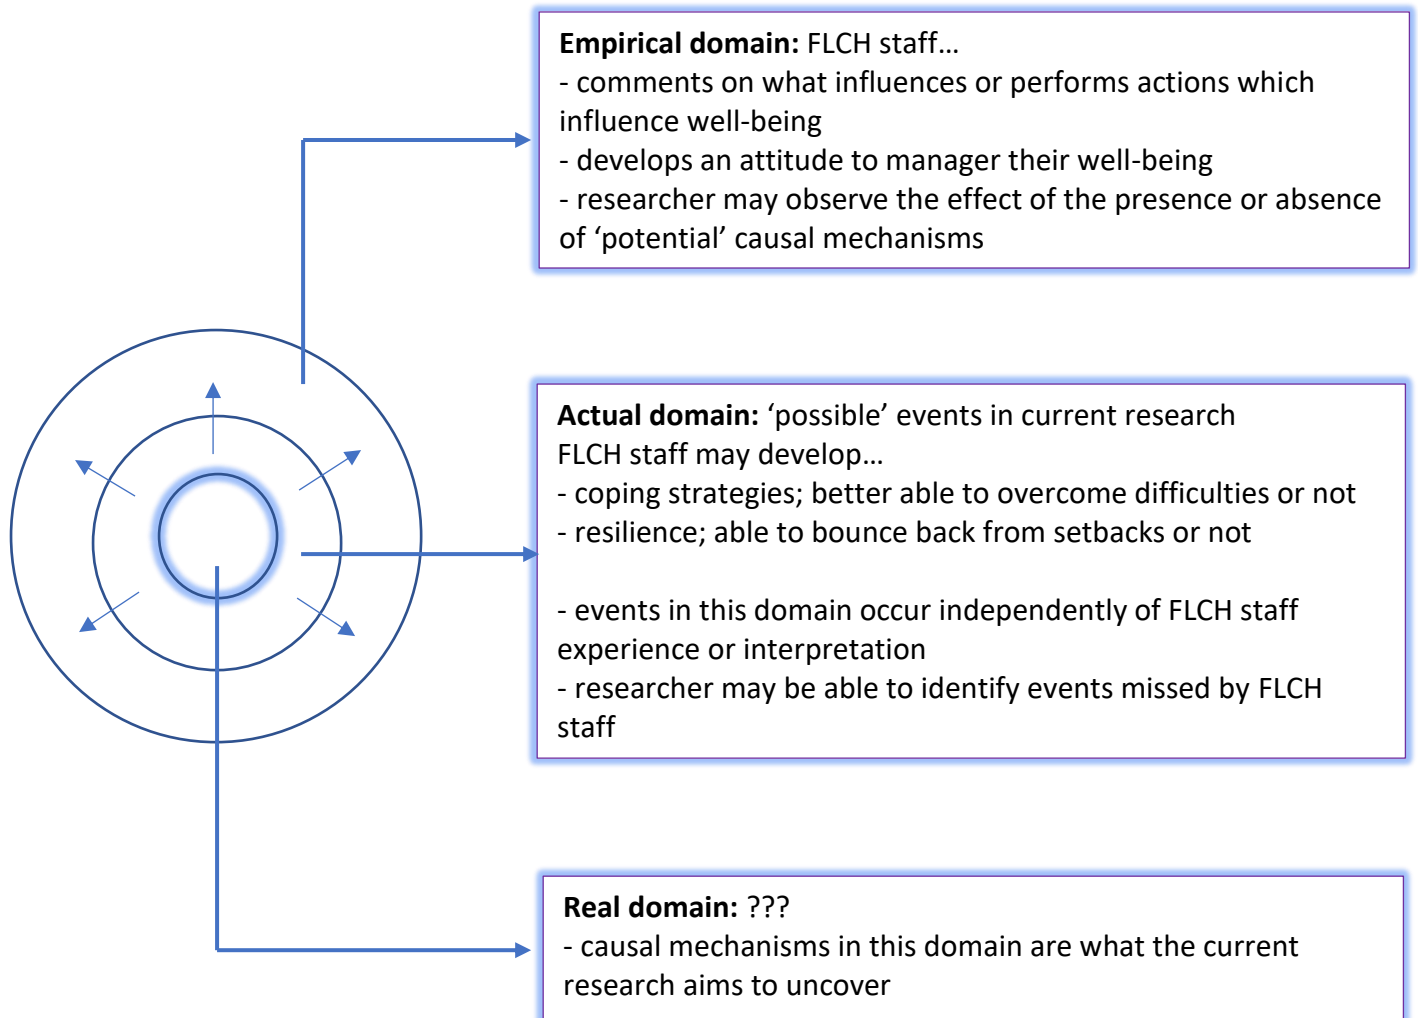 Empirical domain: FLCH staff…
- comments on what influences or performs actions which
influence well-being
- develops an attitude to manager their well-being
- researcher may observe the effect of the presence or absence
of ‘potential’ causal mechanisms
Actual domain: ‘possible’ events in current research
FLCH staff may develop…
- coping strategies; better able to overcome difficulties or not
- resilience; able to bounce back from setbacks or not
- events in this domain occur independently of FLCH staff
experience or interpretation
- researcher may be able to identify events missed by FLCH
staff
Real domain: ???
- causal mechanisms in this domain are what the current
research aims to uncover